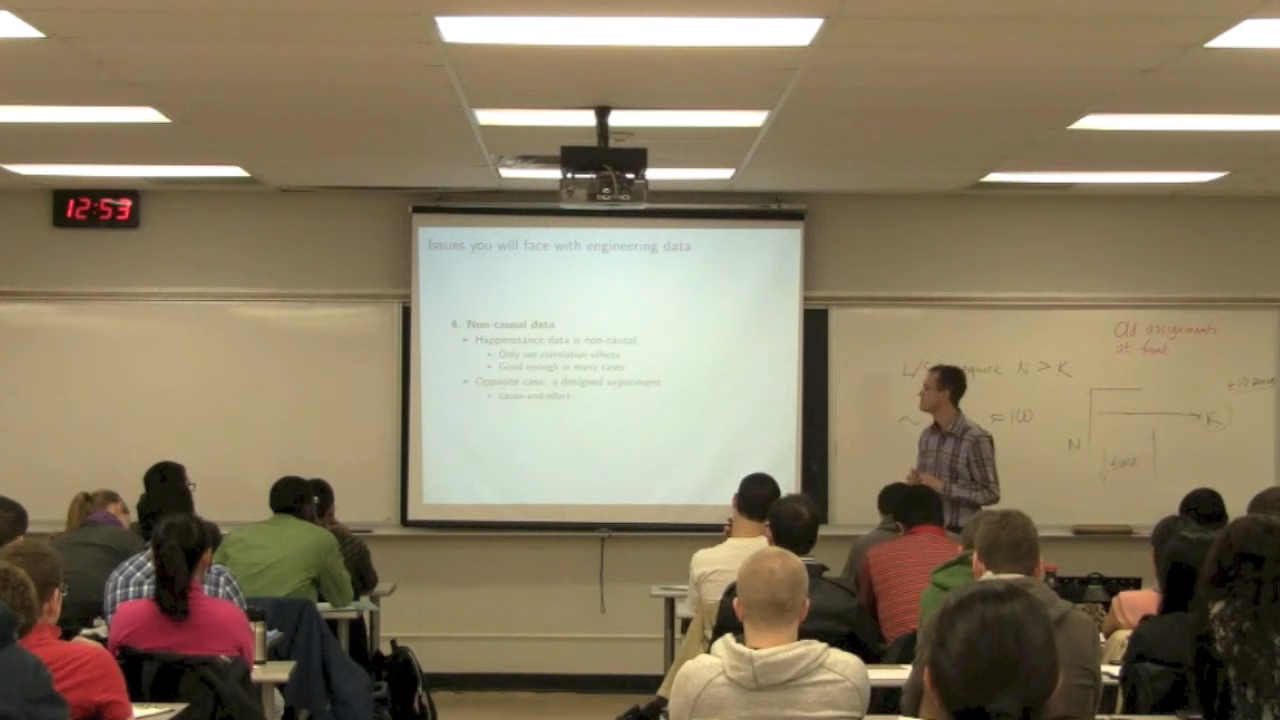 12:53
Issues you will face with engineering data
4. Non-causal data
Happenstance data is non-causal
Only see correlation effects
Good enough in many cases
Opposite case: a designed experiment
cause-and-effect
Old assignments
at front
N > K
≈ 100
K
N